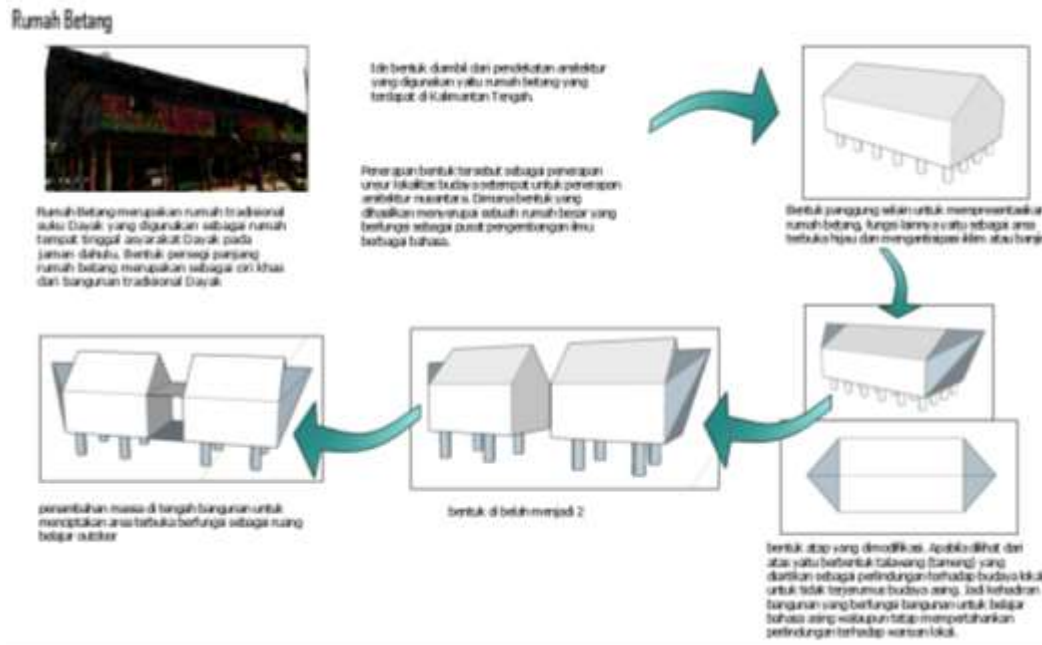 Rumah Betang
Ide bentuk diambil dari pendekatan arsitektur
yang digunakan yaitu rumah betang yang
terdapat di Kalimantan Tengah.
Penerapan bentuk tersebut sebagai penerapan
unsur lokalitas budaya setempat untuk penerapan
arsitektur nusantara. Dimana bentuk yang
dihasilkan menyerupai sebuah rumah besar yang
berfungsi sebagai pusat pengembangan ilmu
berbagai bahasa.
Rumah Betang merupakan rumah tradisional
suku Dayak yang digunakan sebagai rumah
tempat tinggal asyarakat Dayak pada
jaman dahulu. Bentuk persegi panjang
rumah betang merupakan sebagai ciri khas
dari bangunan tradisional Dayak
Bentuk panggung selain untuk merepresentasikan
rumah betang, fungsi lainnya yaitu sebagai area
terbuka hijau dan mengantisipasi iklim atau banjir
bentuk atap yang dimodifikasi. Apabila dilihat dari
atas yaitu berbentuk talawang (tameng) yang
diartikan sebagai perlindungan terhadap budaya lokal
untuk tidak terjerumus budaya asing. Jadi kehadiran
bangunan yang berfungsi bangunan untuk belajar
bahasa asing walaupun tetap mempertahankan
perlindungan terhadap warisan lokal.
bentuk di belah menjadi 2
penambahan massa di tengah bangunan untuk
menciptakan area terbuka berfungsi sebagai ruang
belajar outdoor